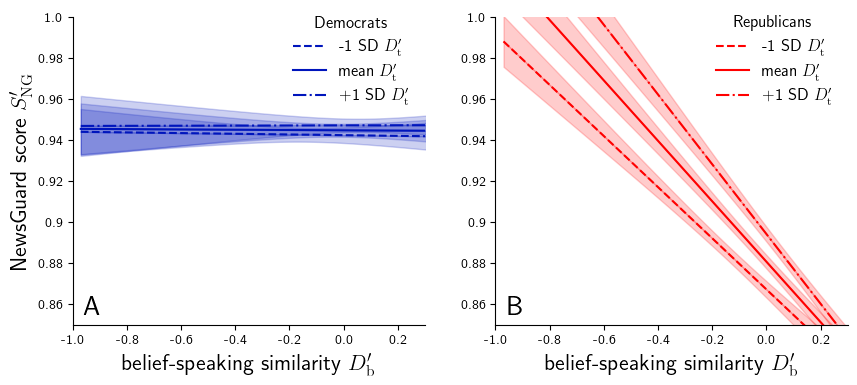 Democrats
-1 SD D′t
mean D′t
+1 SD D′t
1.0
0.98
0.96
0.94
0.92
0.9
0.88
0.86
NewsGuard score S′NG
A
-1.0 -0.8 -0.6 -0.4 -0.2 0.0 0.2
belief-speaking similarity D′b
Republicans
-1 SD D′t
mean D′t
+1 SD D′t
1.0
0.98
0.96
0.94
0.92
0.9
0.88
0.86
B
-1.0 -0.8 -0.6 -0.4 -0.2 0.0 0.2
belief-speaking similarity D′b